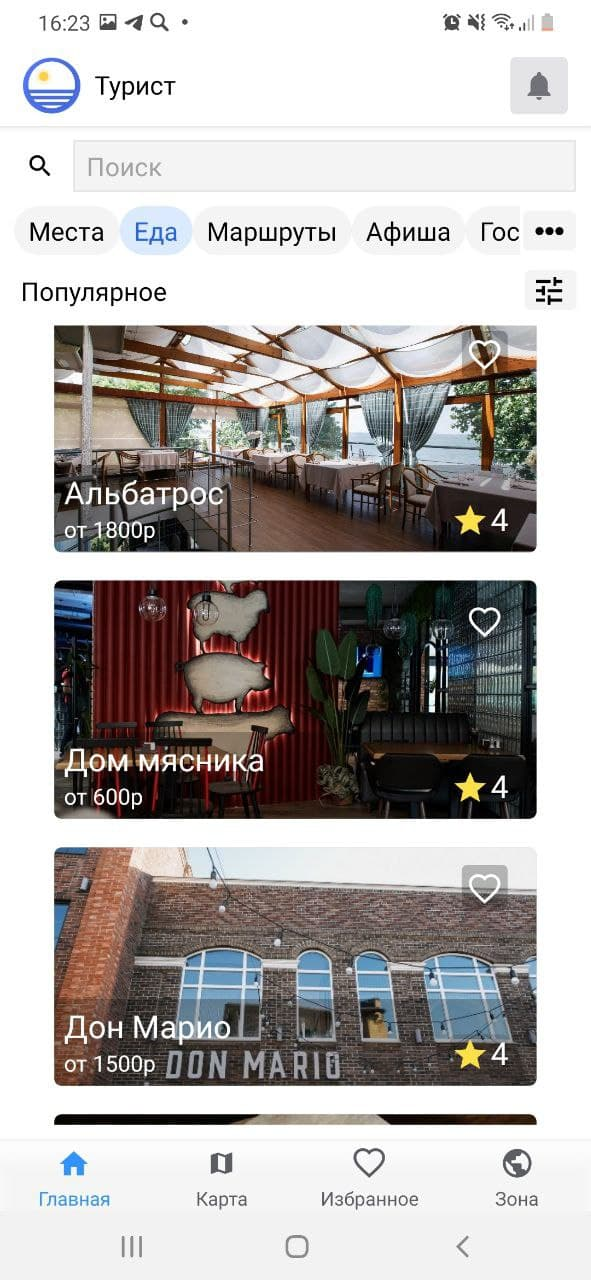 16:23
Турист
Поиск
Места Еда Маршруты Афиша Гос
Популярное
Альбатрос
от 1800р
4
Дом мясника
от 600р
4
Дон Марио
от 1500р
DON MARIO
4
Главная Карта Избранное Зона